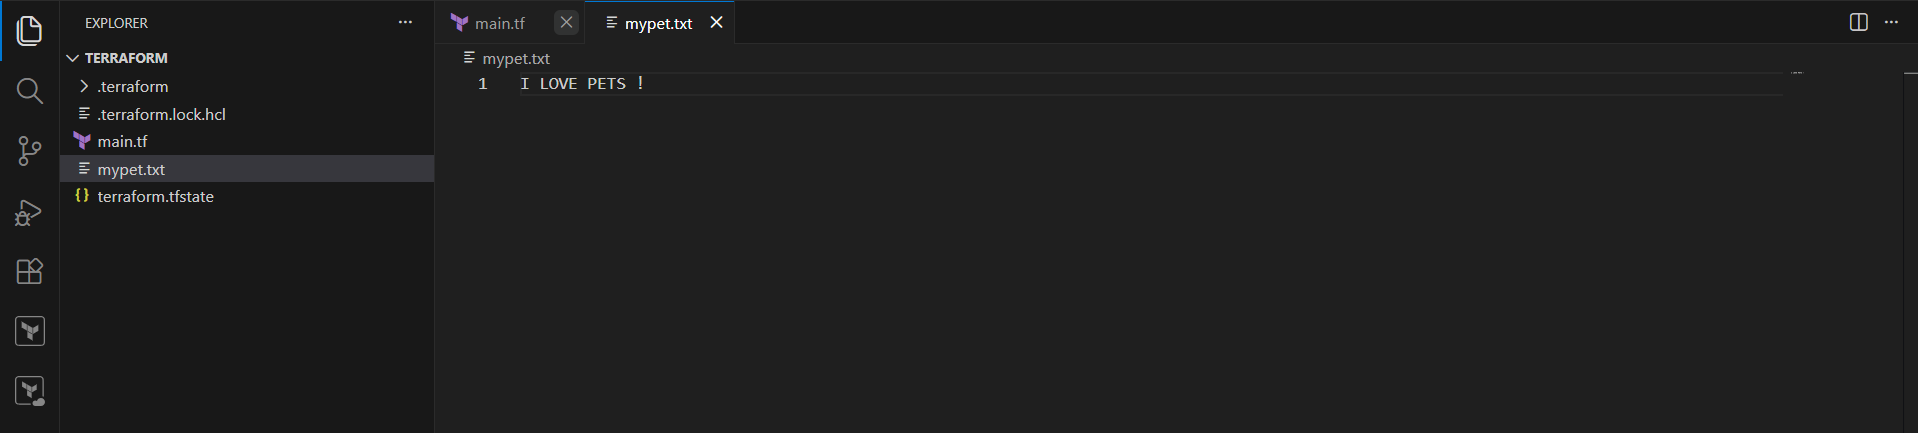 EXPLORER
TERRAFORM
.terraform
.terraform.lock.hcl
main.tf
mypet.txt
terraform.tfstate
main.tf
mypet.txt
mypet.txt
1 I LOVE PETS !